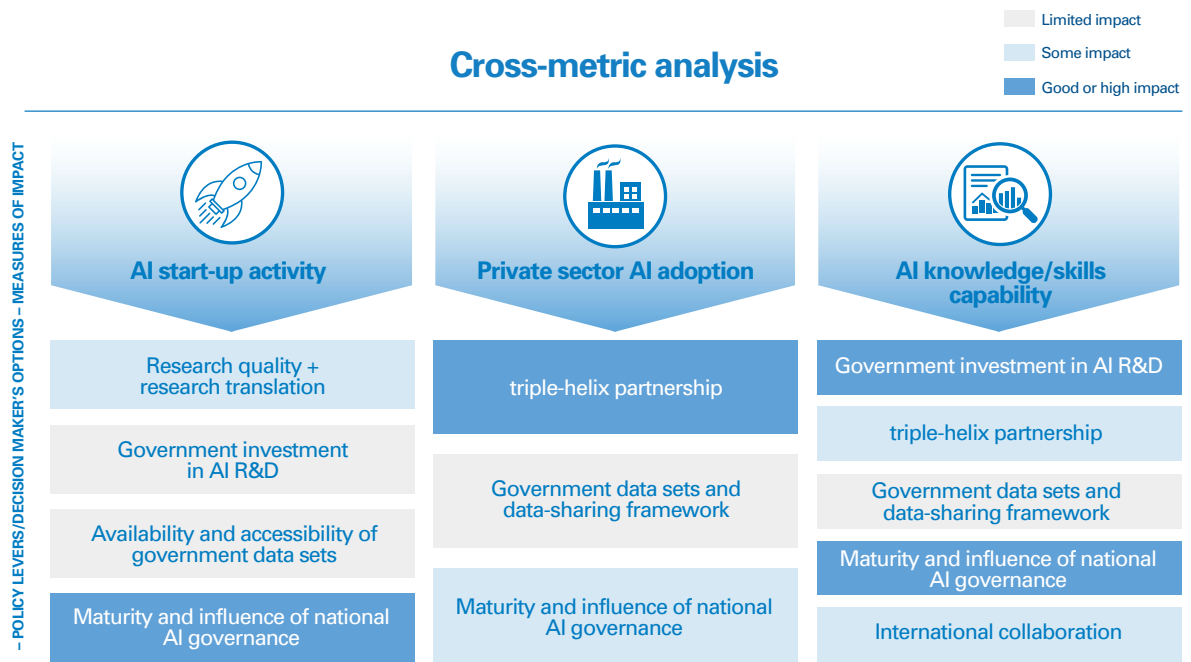 Limited impact
Some impact
Good or high impact
Cross-metric analysis
– POLICY LEVERS/DECISION MAKER'S OPTIONS – MEASURES OF IMPACT
AI start-up activity
Research quality +
research translation
Government investment
in AI R&D
Availability and accessibility of
government data sets
Maturity and influence of national
AI governance
Private sector AI adoption
triple-helix partnership
Government data sets and
data-sharing framework
Maturity and influence of national
AI governance
AI knowledge/skills
capability
Government investment in AI R&D
triple-helix partnership
Government data sets and
data-sharing framework
Maturity and influence of national
AI governance
International collaboration